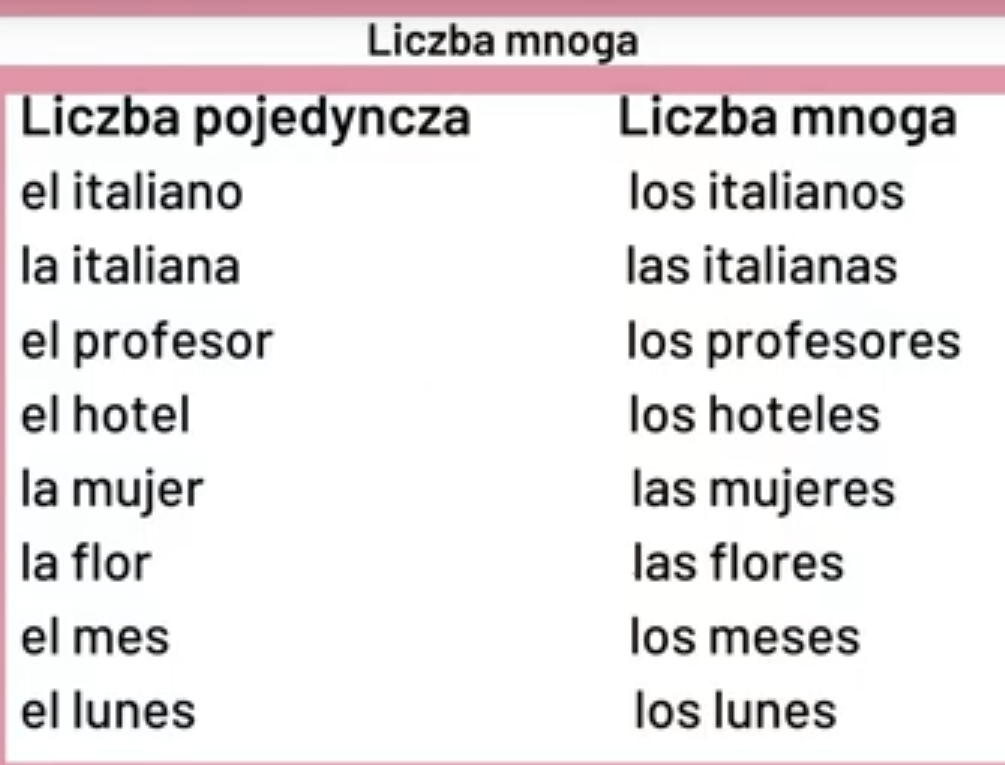 Liczba mnoga
Liczba pojedyncza Liczba mnoga
el italiano los italianos
la italiana las italianas
el profesor los profesores
el hotel los hoteles
la mujer las mujeres
la flor las flores
el mes los meses
el lunes los lunes